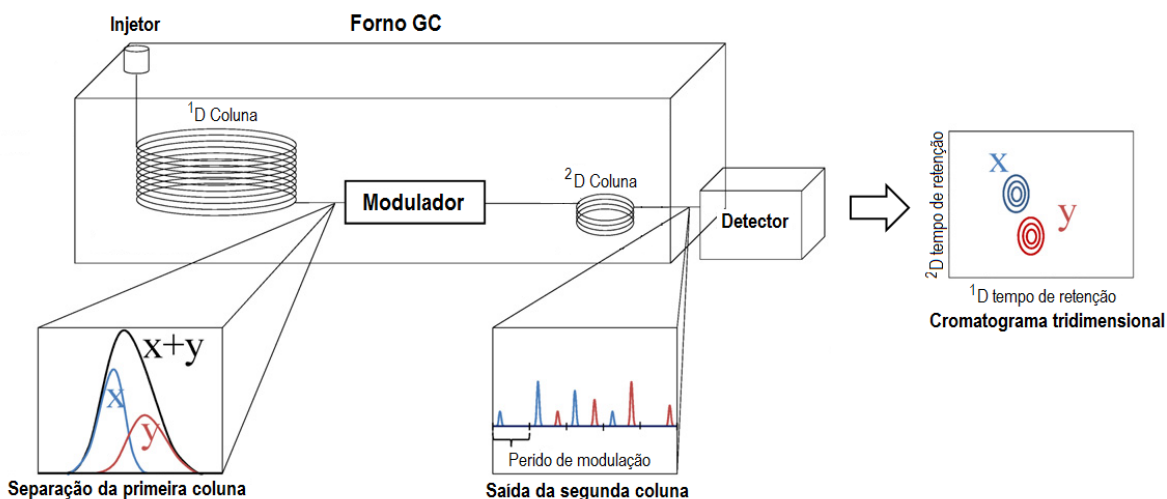 Injetor
Forno GC
1D Coluna
Modulador
2D Coluna
Detector
x+y
x
y
Separação da primeira coluna
Perido de modulação
Saída da segunda coluna
2D tempo de retenção
x
y
1D tempo de retenção
Cromatograma tridimensional